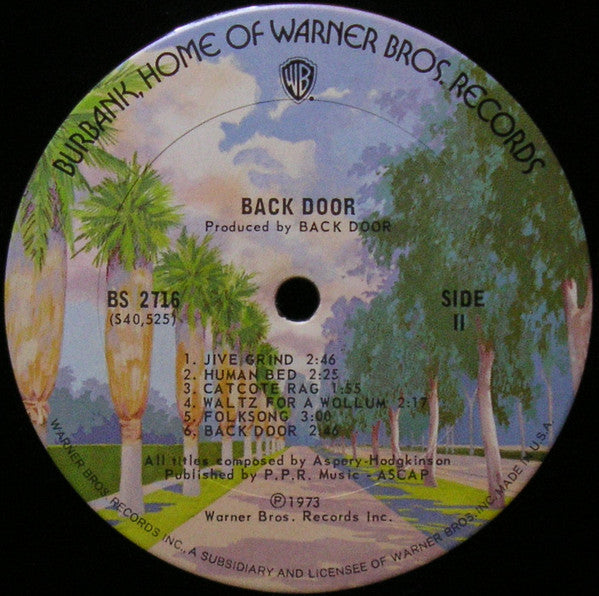 BURBANK, HOME OF WARNER BROS. RECORDS
WB
BACK DOOR
Produced by BACK DOOR
BS 2716
(S40,525)
SIDE
II
1. JIVE GRIND 2:46
2. HUMAN BED 2:25
3. CATCOTE RAG 1:55
4. WALTZ FOR A WOLLUM 2:17
5. FOLKSONG 3:00
6. BACK DOOR 2:46
All titles composed by Aspery-Hodgkinson
Published by P.P.R. Music - ASCAP
℗1973
Warner Bros. Records Inc.
WARNER BROS. RECORDS INC., A SUBSIDIARY AND LICENSEE OF WARNER BROS. INC. MADE IN U.S.A.